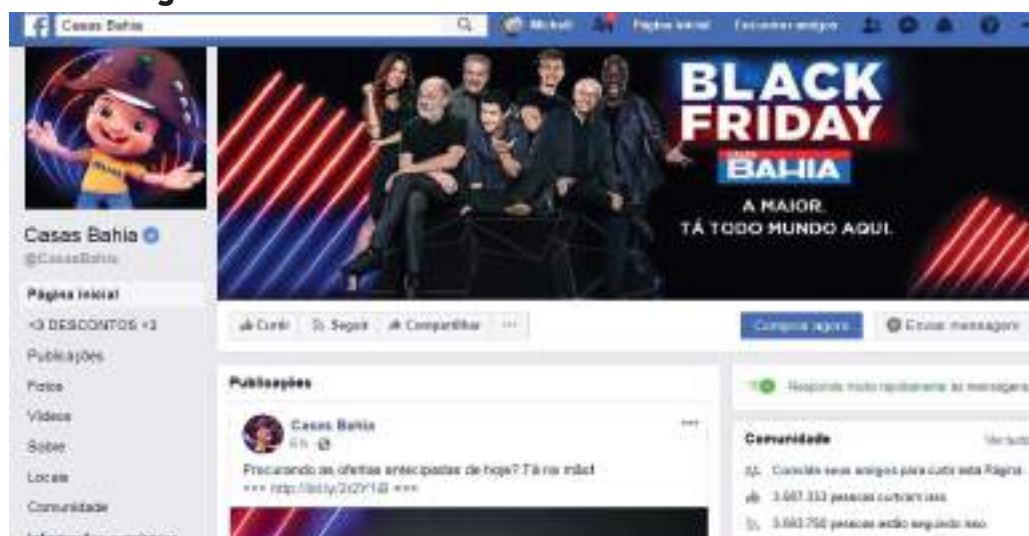 Casas Bahia
Página inicial
Encontrar amigos
BLACK
FRIDAY
CASAS
BAHIA
A MAIOR.
TÁ TODO MUNDO AQUI.
Casas Bahia
@CasasBahia
Página inicial
<3 DESCONTOS <3
Publicações
Fotos
Vídeos
Sobre
Locais
Comunidade
Curtir
Seguir
Compartilhar
Comprar agora
Enviar mensagem
Publicações
Casas Bahia
6 h
Procurando as ofertas antecipadas de hoje? Tá na mão!
Responde muito rapidamente às mensagens
Comunidade
Ver tudo
Convide seus amigos para curtir esta Página
pessoas curtiram isso
pessoas estão seguindo isso